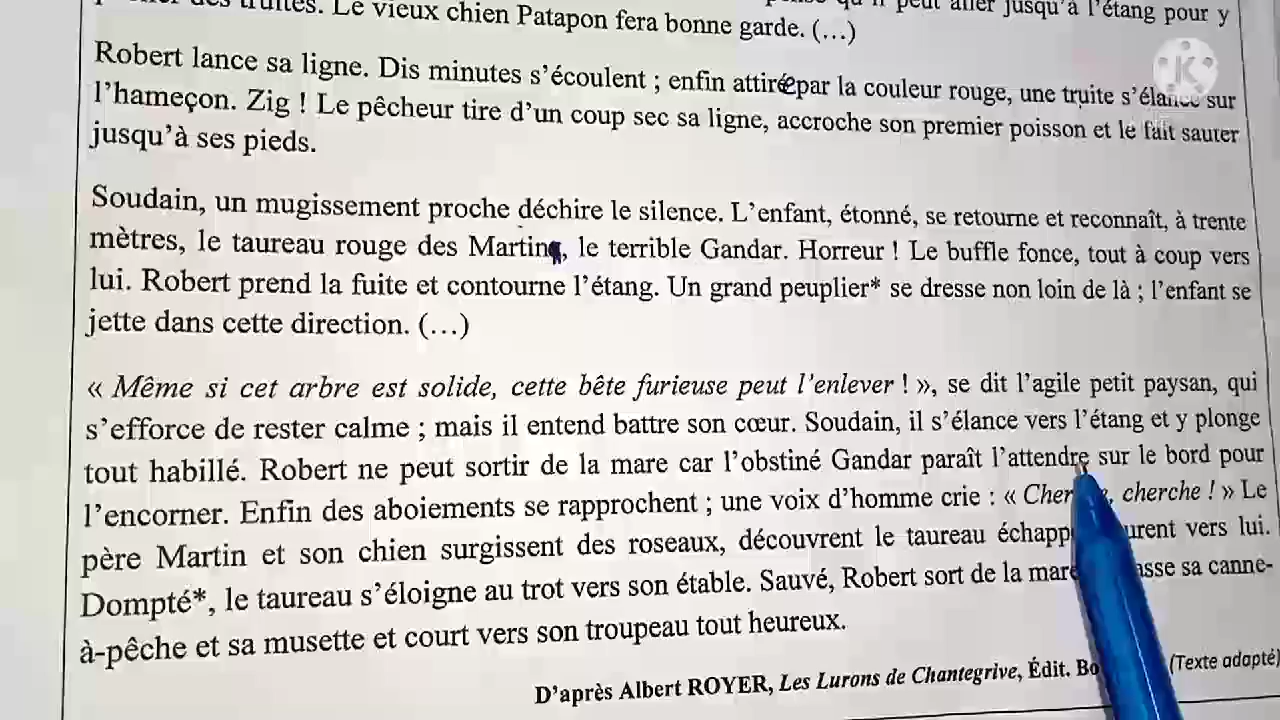 des truites. Le vieux chien Patapon fera bonne garde. (…) qu'il peut aller jusqu'à l'étang pour y
Robert lance sa ligne. Dis minutes s'écoulent ; enfin attirée par la couleur rouge, une truite s'élance sur
l'hameçon. Zig ! Le pêcheur tire d'un coup sec sa ligne, accroche son premier poisson et le fait sauter
jusqu'à ses pieds.
Soudain, un mugissement proche déchire le silence. L'enfant, étonné, se retourne et reconnaît, à trente
mètres, le taureau rouge des Martin, le terrible Gandar. Horreur ! Le buffle fonce, tout à coup vers
lui. Robert prend la fuite et contourne l'étang. Un grand peuplier* se dresse non loin de là ; l'enfant se
jette dans cette direction. (…)
« Même si cet arbre est solide, cette bête furieuse peut l'enlever ! », se dit l'agile petit paysan, qui
s'efforce de rester calme ; mais il entend battre son cœur. Soudain, il s'élance vers l'étang et y plonge
tout habillé. Robert ne peut sortir de la mare car l'obstiné Gandar paraît l'attendre sur le bord pour
l'encorner. Enfin des aboiements se rapprochent ; une voix d'homme crie : « cherche ! » Le
père Martin et son chien surgissent des roseaux, découvrent le taureau vers lui.
Dompté*, le taureau s'éloigne au trot vers son étable. Sauvé, Robert sort de la mare sa canne-
à-pêche et sa musette et court vers son troupeau tout heureux.
D'après Albert ROYER, Les Lurons de Chantegrive, Édit. (Texte adapté)